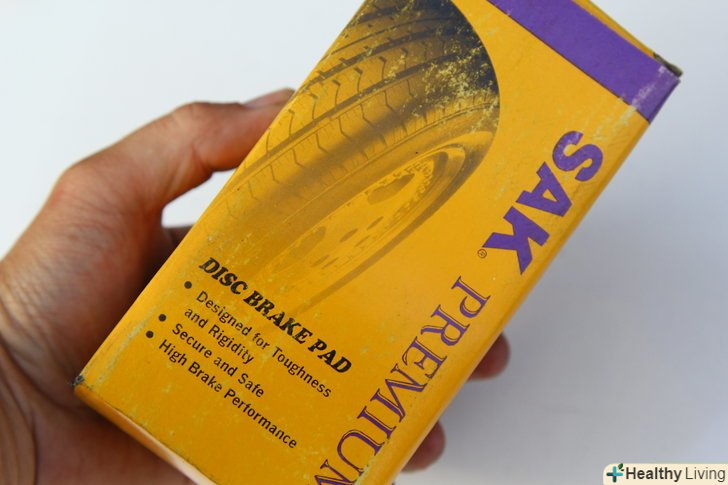 SAK® PREMIUM
DISC BRAKE PAD
• Designed for Toughness
and Rigidity
• Secure and Safe
• High Brake Performance
Healthy Living